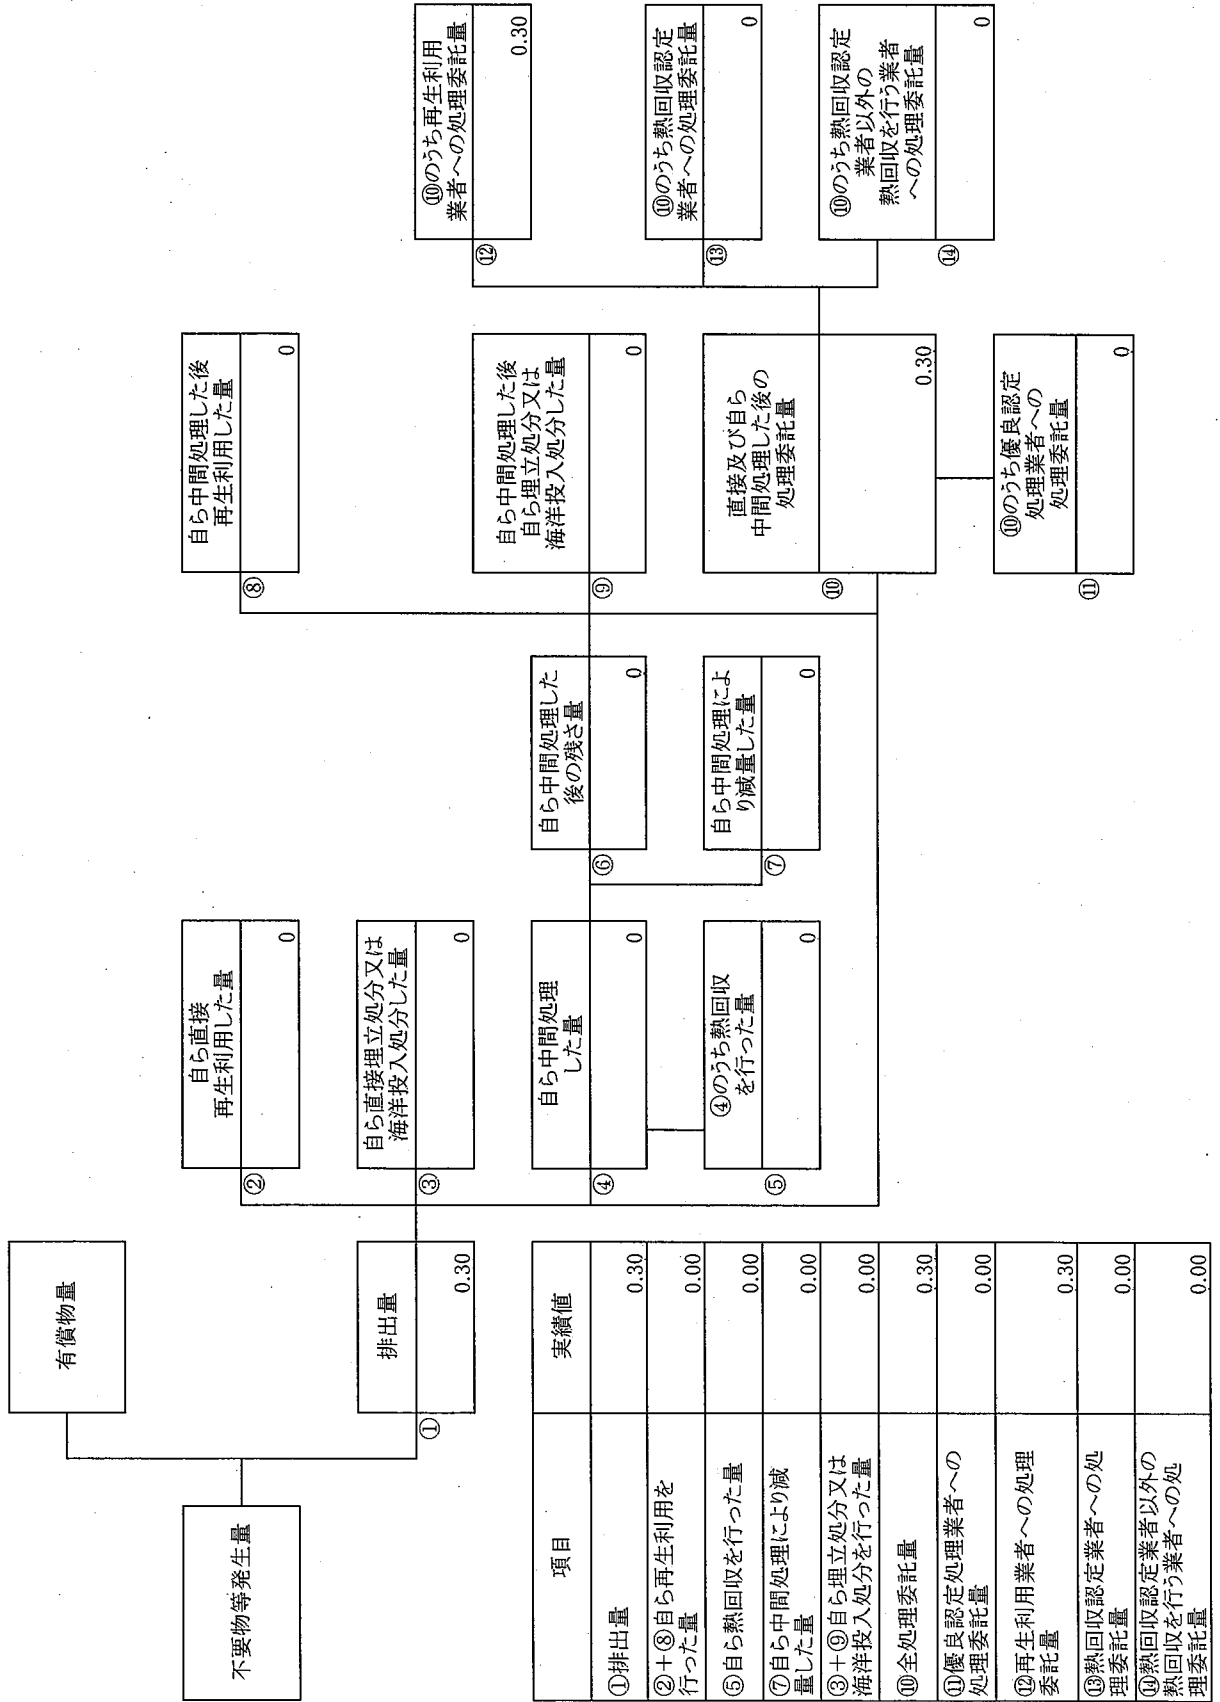 不要物等発生量
有償物量
排出量
①
0.30
自ら直接
再生利用した量
②
0
自ら直接埋立処分又は
海洋投入処分した量
③
0
自ら中間処理
した量
④
0
④のうち熱回収
を行った量
⑤
0
自ら中間処理した
後の残さ量
⑥
0
自ら中間処理によ
り減量した量
⑦
0
自ら中間処理した後
再生利用した量
⑧
0
自ら中間処理した後
自ら埋立処分又は
海洋投入処分した量
⑨
0
直接及び自ら
中間処理した後の
処理委託量
⑩
0.30
⑩のうち優良認定
処理業者への
処理委託量
⑪
0
⑩のうち再生利用
業者への処理委託量
⑫
0.30
⑩のうち熱回収認定
業者への処理委託量
⑬
0
⑩のうち熱回収認定
業者以外の
熱回収を行う業者
への処理委託量
⑭
0
項目 実績値
①排出量 0.30
②+⑧自ら再生利用を
行った量 0.00
⑤自ら熱回収を行った量 0.00
⑦自ら中間処理により減
量した量 0.00
③+⑨自ら埋立処分又は
海洋投入処分を行った量 0.00
⑩全処理委託量 0.30
⑪優良認定処理業者への
処理委託量 0.00
⑫再生利用業者への処理
委託量 0.30
⑬熱回収認定業者への処
理委託量 0.00
⑭熱回収認定業者以外の
熱回収を行う業者への処
理委託量 0.00